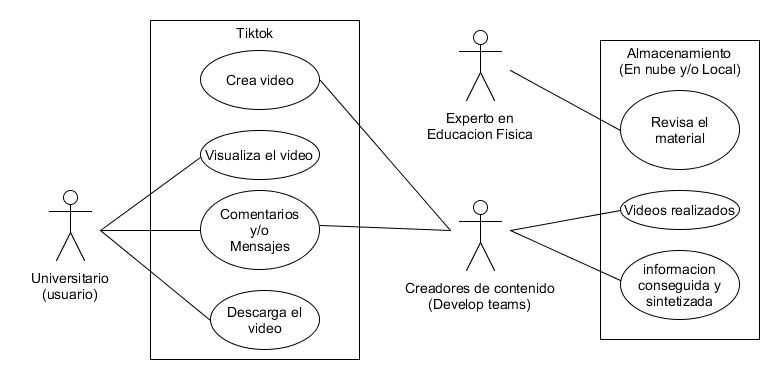 Tiktok
Crea video
Visualiza el video
Comentarios
y/o
Mensajes
Descarga el
video
Universitario
(usuario)
Experto en
Educacion Fisica
Creadores de contenido
(Develop teams)
Almacenamiento
(En nube y/o Local)
Revisa el
material
Videos realizados
informacion
conseguida y
sintetizada